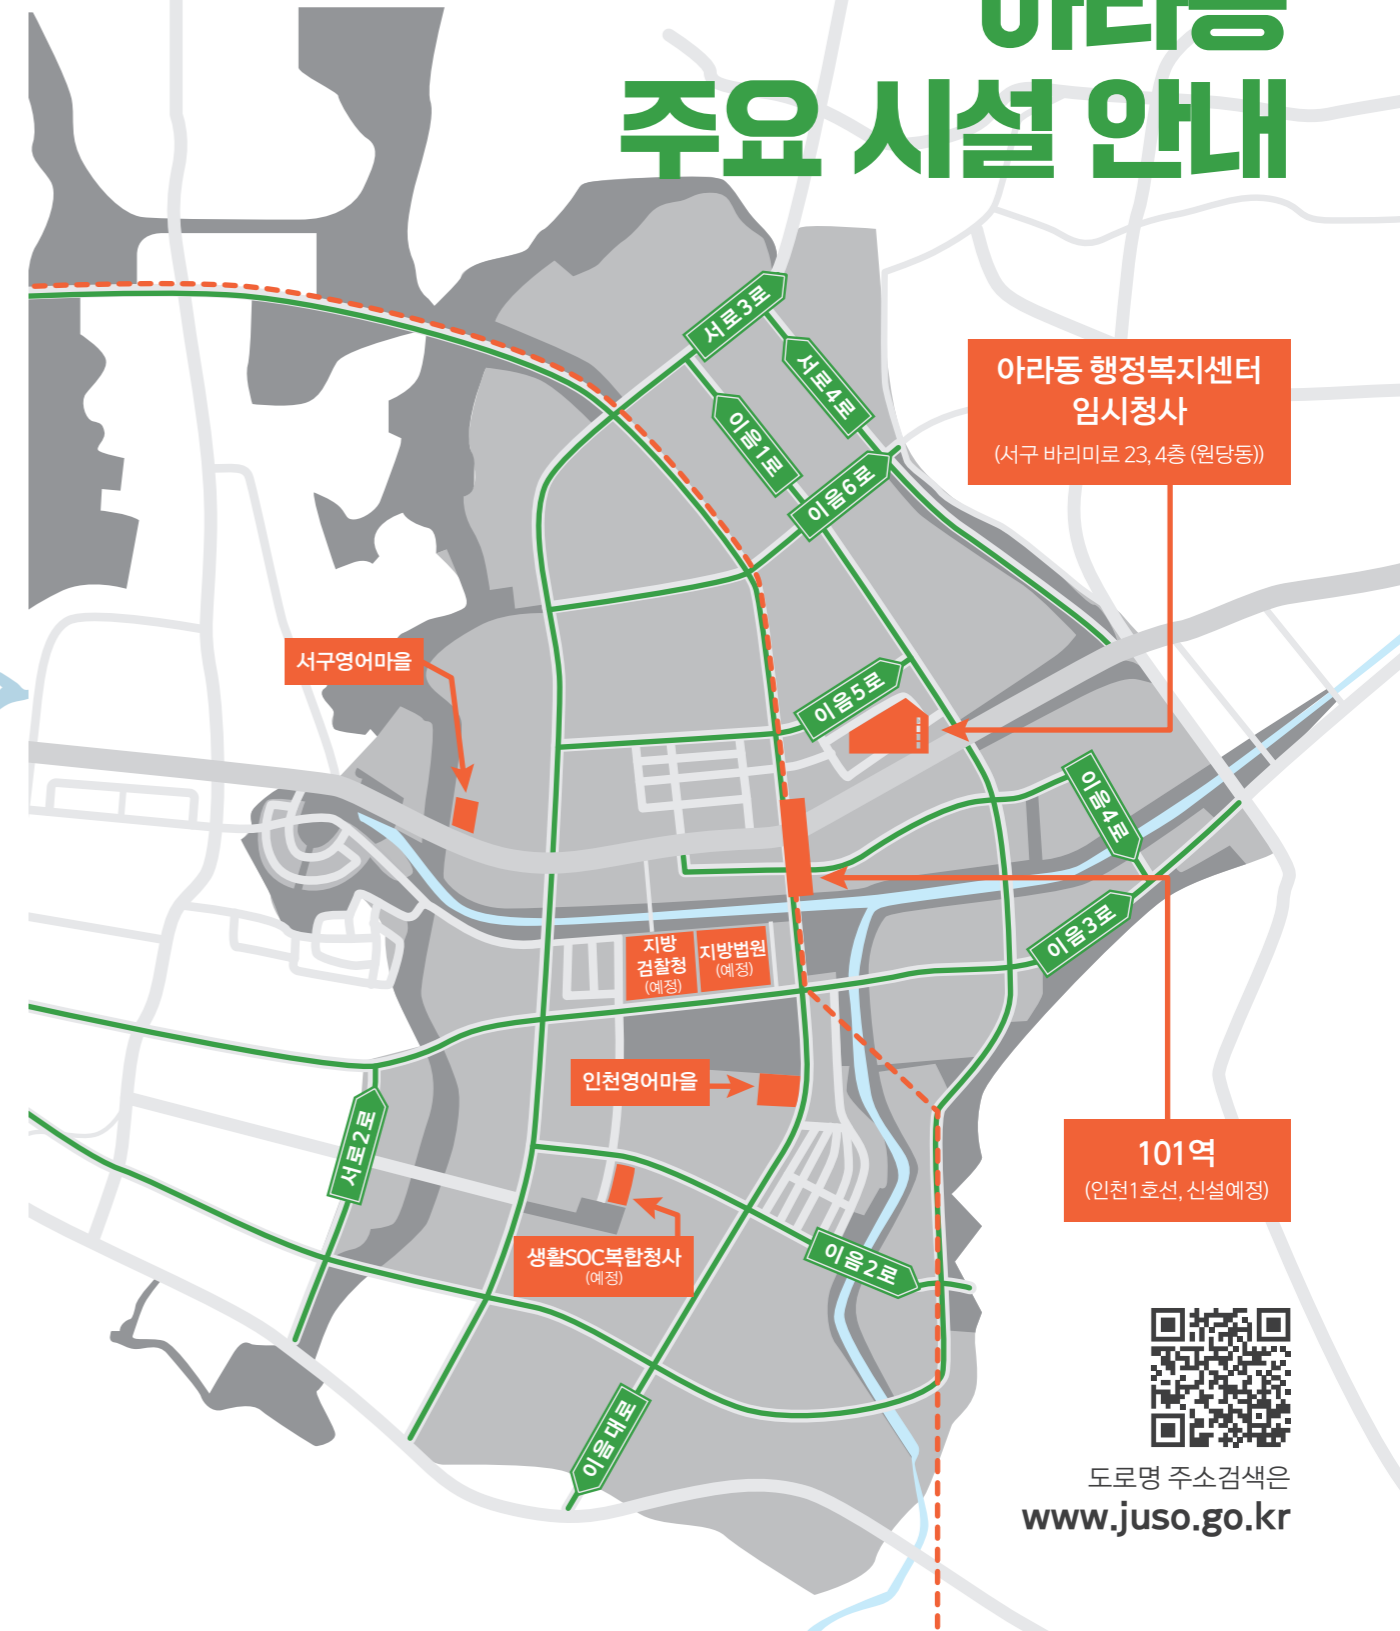 아라동
주요 시설 안내
서로3로
서로4로
이음1로
이음6로
아라동 행정복지센터
임시청사
(서구 바리미로 23, 4층 (원당동))
서구영어마을
이음5로
이음4로
이음3로
지방
검찰청
(예정)
지방법원
(예정)
인천영어마을
서로2로
101역
(인천1호선, 신설예정)
생활SOC복합청사
(예정)
이음2로
이음대로
도로명 주소검색은
www.juso.go.kr